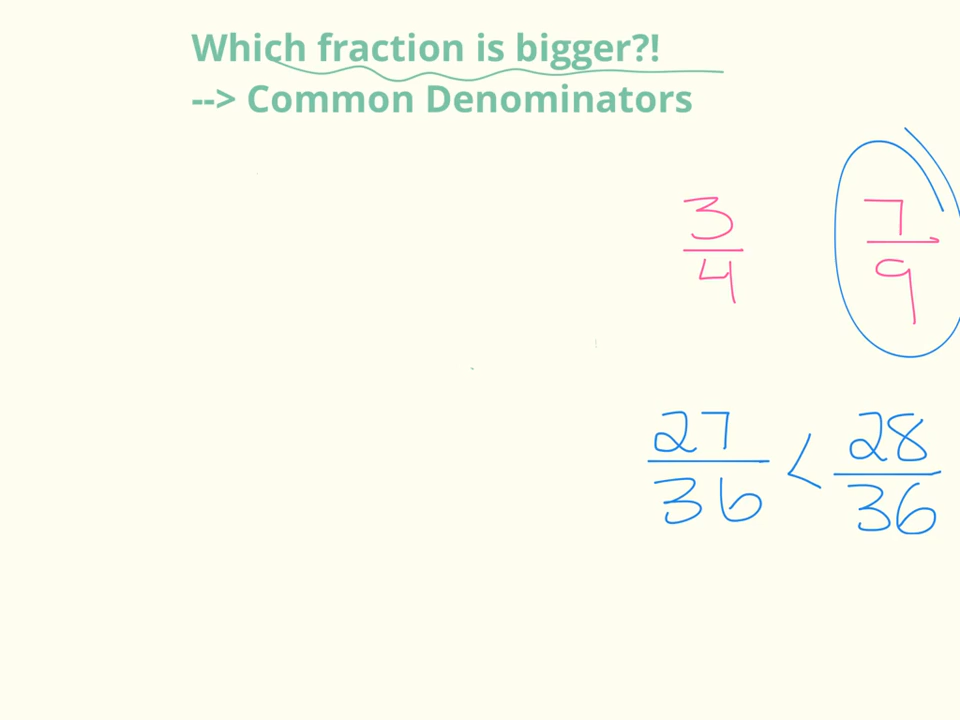 Which fraction is bigger?!
--> Common Denominators
3/4 7/9
27/36 < 28/36